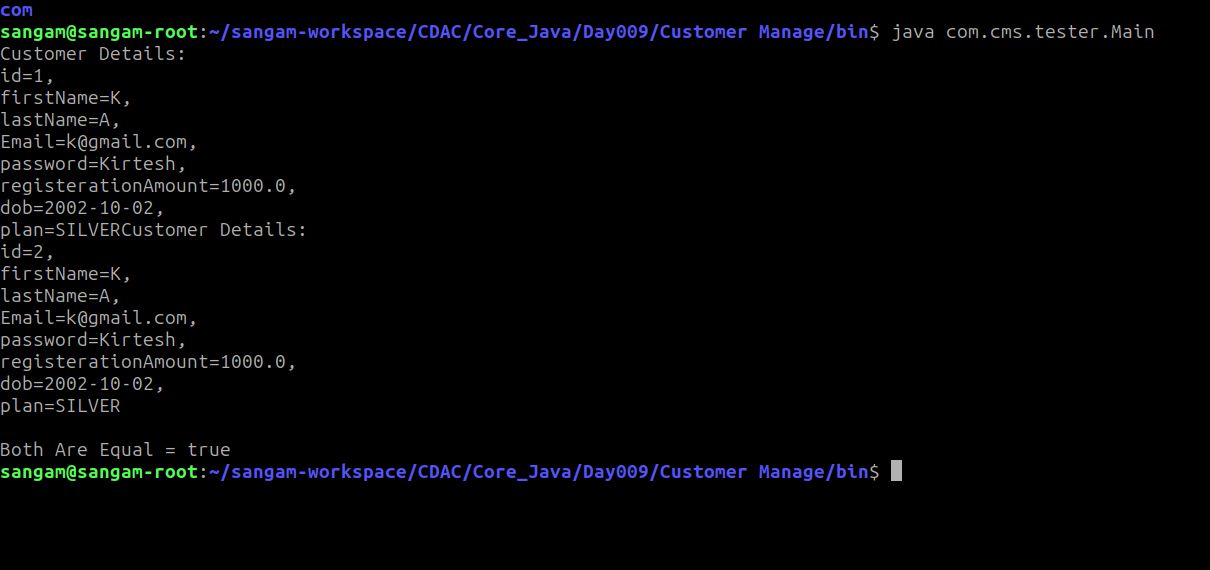 com
sangam@sangam-root:~/sangam-workspace/CDAC/Core_Java/Day009/Customer Manage/bin$ java com.cms.tester.Main
Customer Details:
id=1,
firstName=K,
lastName=A,
Email=k@gmail.com,
password=Kirtesh,
registerationAmount=1000.0,
dob=2002-10-02,
plan=SILVERCustomer Details:
id=2,
firstName=K,
lastName=A,
Email=k@gmail.com,
password=Kirtesh,
registerationAmount=1000.0,
dob=2002-10-02,
plan=SILVER
Both Are Equal = true
sangam@sangam-root:~/sangam-workspace/CDAC/Core_Java/Day009/Customer Manage/bin$